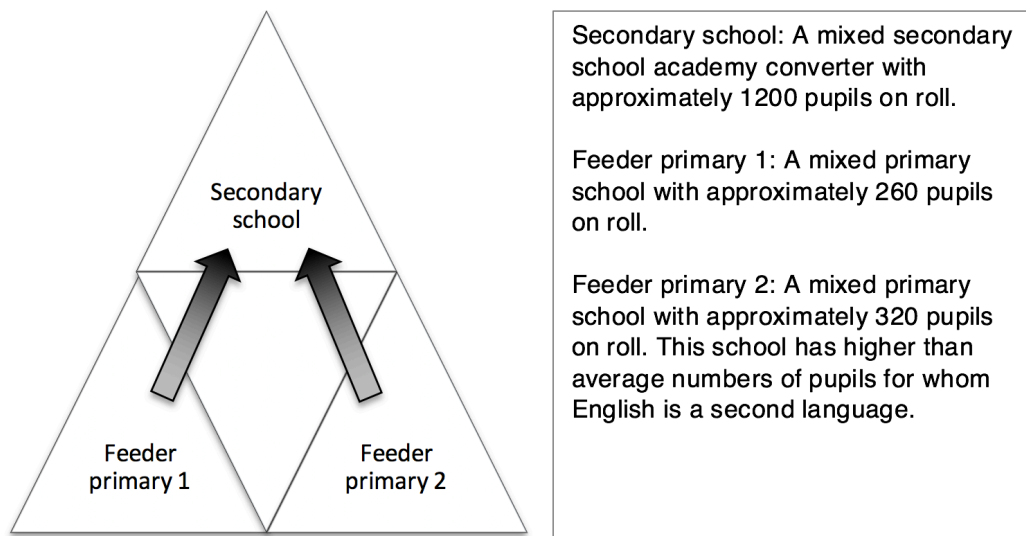 Secondary
school
Feeder
primary 1
Feeder
primary 2
Secondary school: A mixed secondary
school academy converter with
approximately 1200 pupils on roll.
Feeder primary 1: A mixed primary
school with approximately 260 pupils
on roll.
Feeder primary 2: A mixed primary
school with approximately 320 pupils
on roll. This school has higher than
average numbers of pupils for whom
English is a second language.